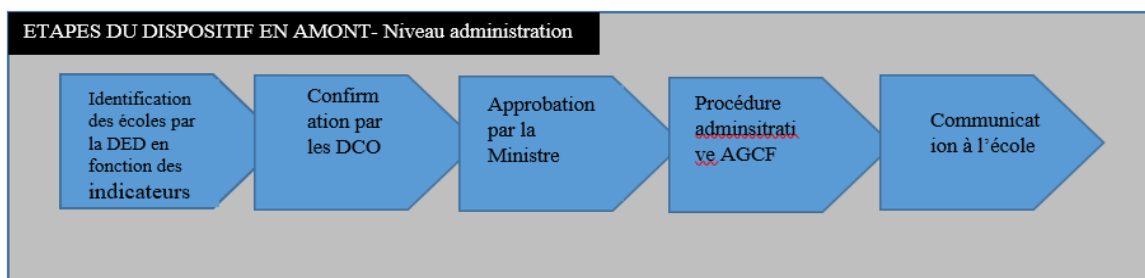 ETAPES DU DISPOSITIF EN AMONT- Niveau administration
Identification
des écoles par
la DED en
fonction des
indicateurs
Confirm
ation par
les DCO
Approbation
par la
Ministre
Procédure
adminsitrati
ve AGCF
Communicat
ion à l’école